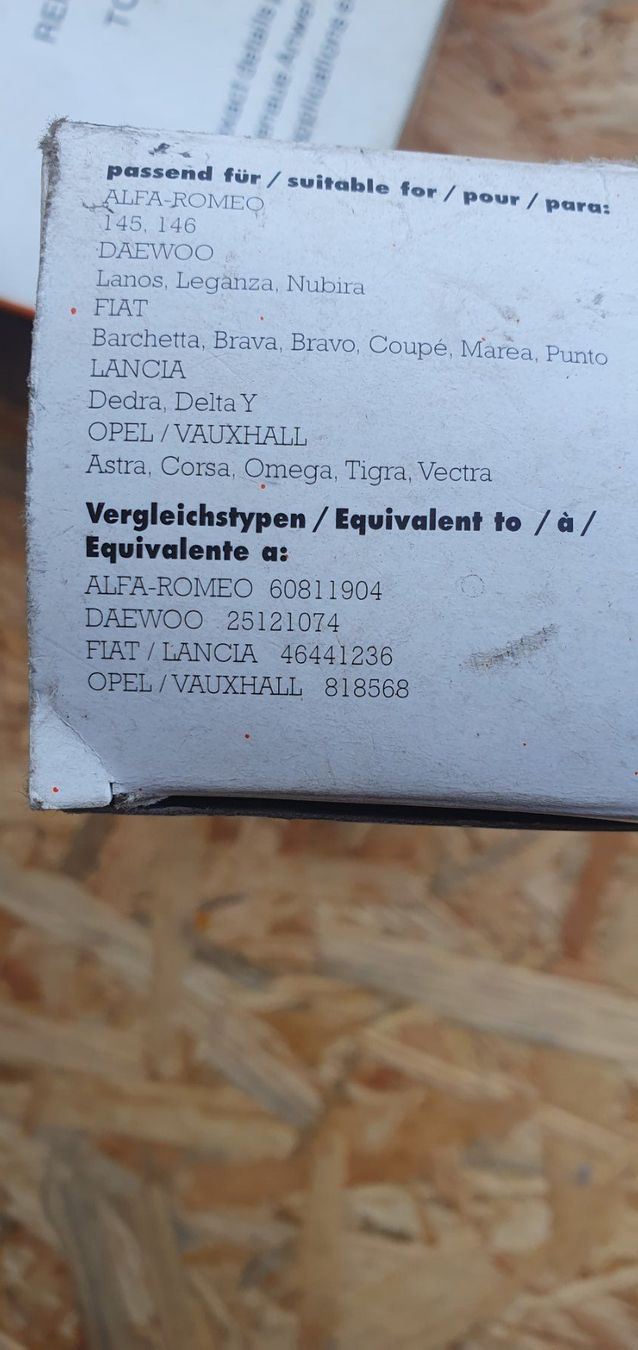 passend für / suitable for / pour / para:
ALFA-ROMEO
145, 146
DAEWOO
Lanos, Leganza, Nubira
FIAT
Barchetta, Brava, Bravo, Coupé, Marea, Punto
LANCIA
Dedra, Delta Y
OPEL / VAUXHALL
Astra, Corsa, Omega, Tigra, Vectra
Vergleichstypen / Equivalent to / à /
Equivalente a:
ALFA-ROMEO 60811904
DAEWOO 25121074
FIAT / LANCIA 46441236
OPEL / VAUXHALL 818568